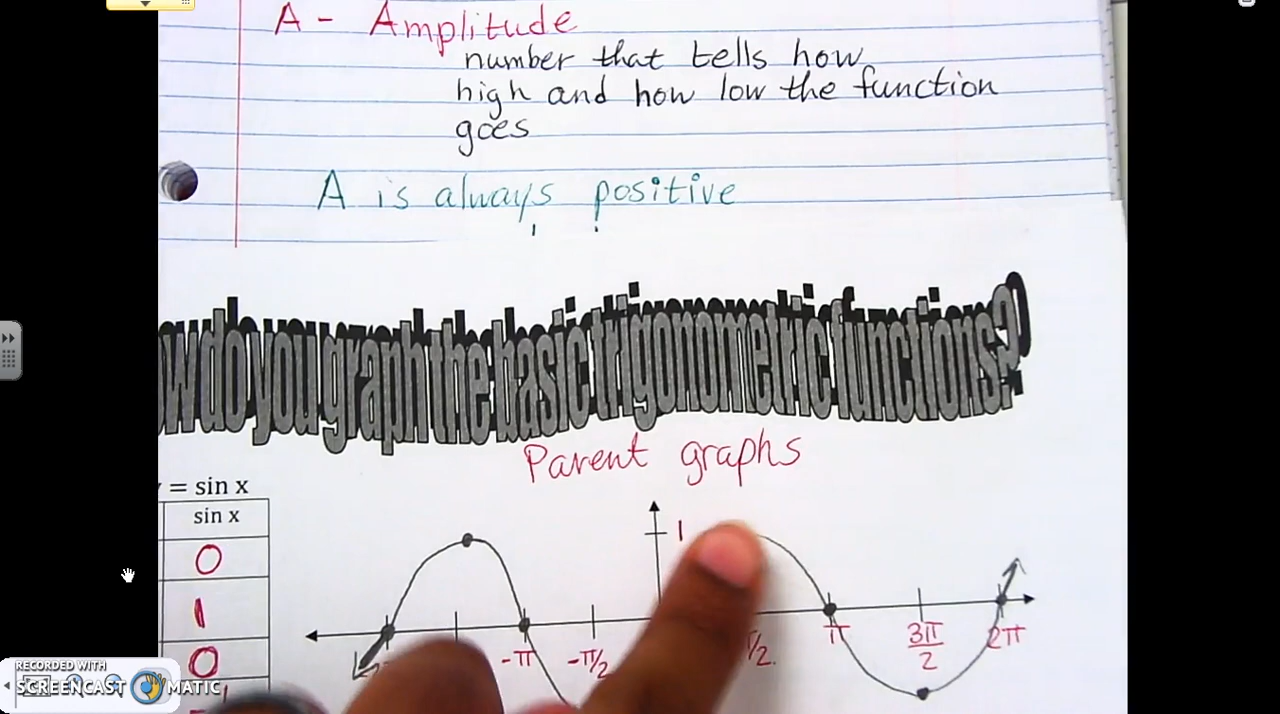 A - Amplitude
number that tells how
high and how low the function
goes
A is always positive
ow do you graph the basic trigonometric functions?
Parent graphs
= sin x
sin x
0
1
0
1
-π
-π/2
π/2
π
3π
2
2π
RECORDED WITH
SCREENCAST MATIC